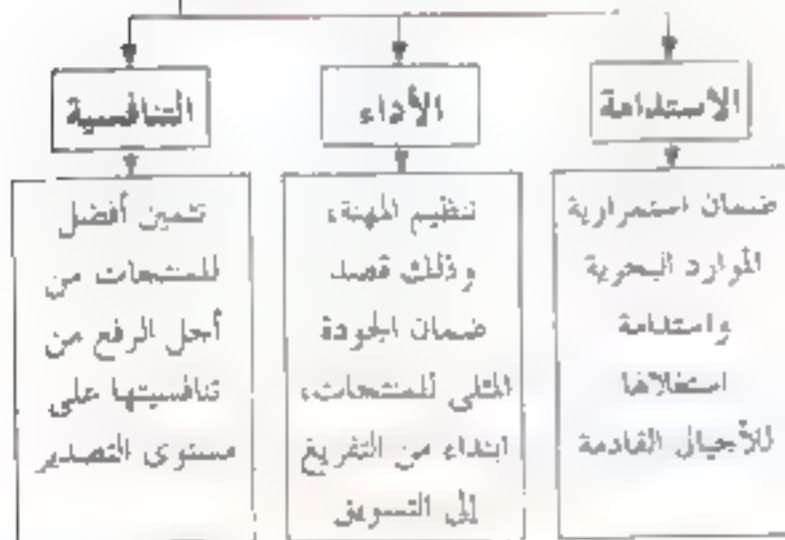 الاستدامة
ضمان استمرارية
الموارد البحرية
واستدامة
استغلالها
للأجيال القادمة
الأداء
تنظيم المهنة،
وذلك قصد
ضمان الجودة
المثلى للمنتجات،
ابتداء من التفريغ
إلى التسويق
التنافسية
تثمين أفضل
للمنتجات من
أجل الرفع من
تنافسيتها على
مستوى التصدير